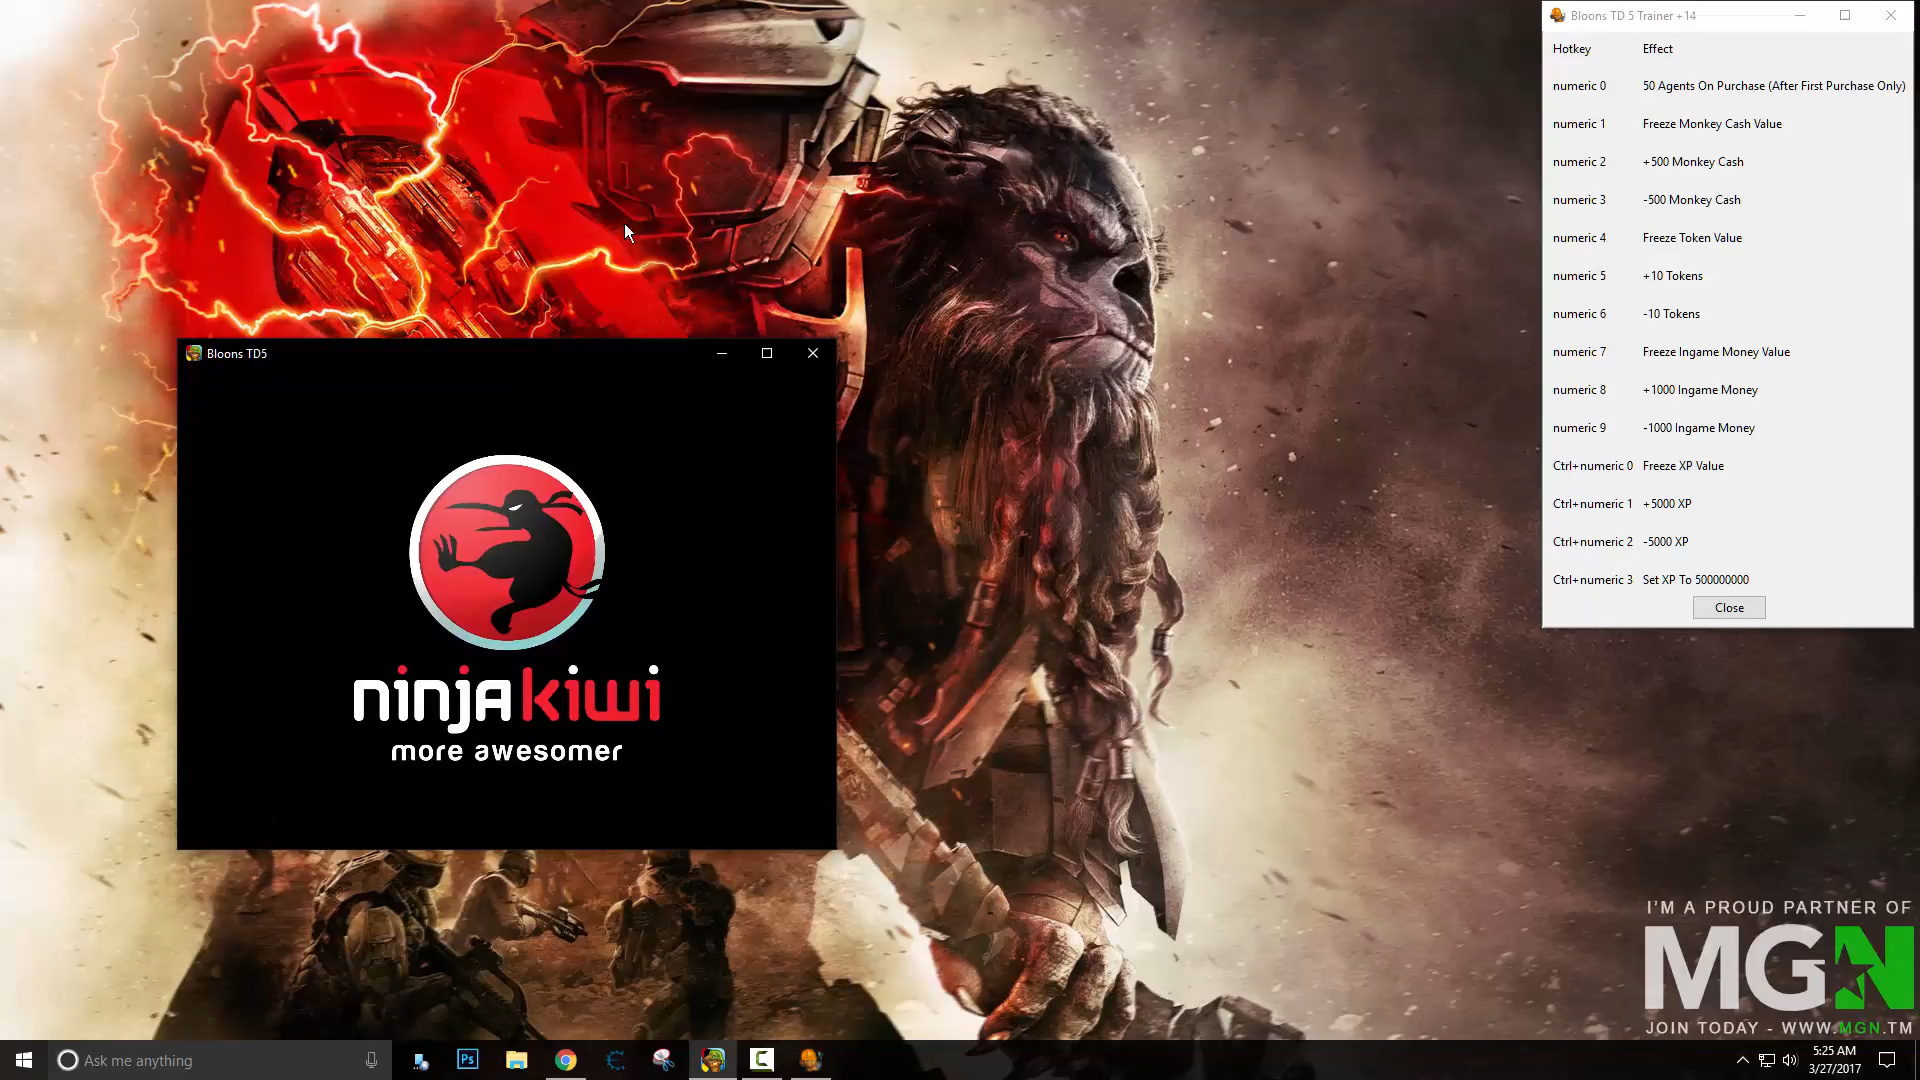 Bloons TD 5 Trainer +14
Hotkey Effect
numeric 0 50 Agents On Purchase (After First Purchase Only)
numeric 1 Freeze Monkey Cash Value
numeric 2 +500 Monkey Cash
numeric 3 -500 Monkey Cash
numeric 4 Freeze Token Value
numeric 5 +10 Tokens
numeric 6 -10 Tokens
numeric 7 Freeze Ingame Money Value
numeric 8 +1000 Ingame Money
numeric 9 -1000 Ingame Money
Ctrl+numeric 0 Freeze XP Value
Ctrl+numeric 1 +5000 XP
Ctrl+numeric 2 -5000 XP
Ctrl+numeric 3 Set XP To 500000000
Close
Bloons TD5
ninja kiwi
more awesomer
I'M A PROUD PARTNER OF
MGN
JOIN TODAY - WWW.MGN.TM
Ask me anything
Ps
C
5:25 AM
3/27/2017